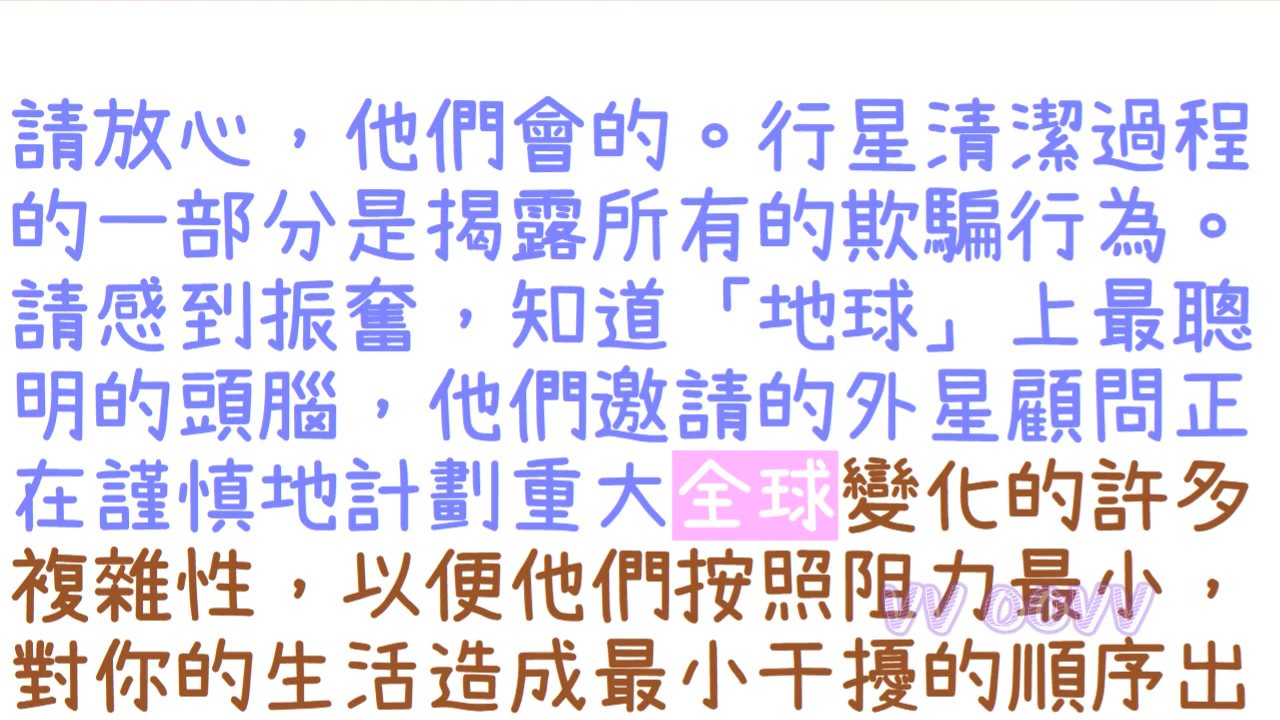 請放心，他們會的。行星清潔過程
的一部分是揭露所有的欺騙行為。
請感到振奮，知道「地球」上最聰
明的頭腦，他們邀請的外星顧問正
在謹慎地計劃重大全球變化的許多
複雜性，以便他們按照阻力最小，
對你的生活造成最小干擾的順序出
vv oovv